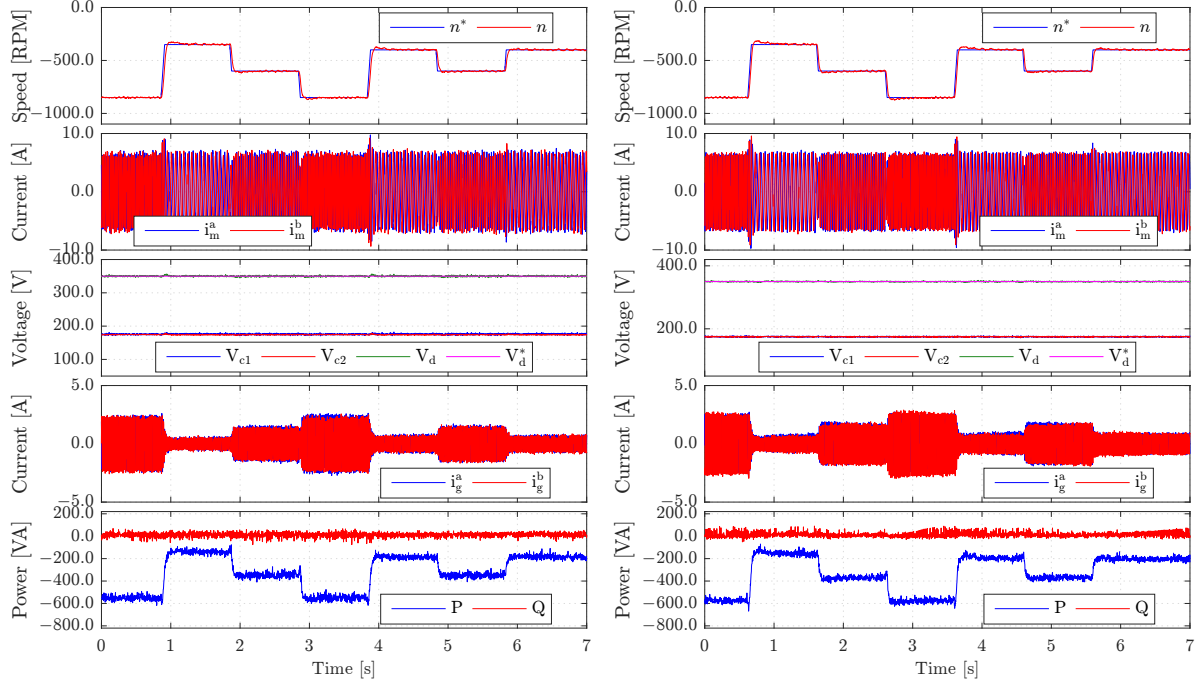 0.0
−500.0
−1000.0
Speed [RPM]
n* n
10.0
0.0
−10.0
Current [A]
i_m^a i_m^b
400.0
300.0
200.0
100.0
Voltage [V]
V_c1 V_c2 V_d V_d^*
5.0
0.0
−5.0
Current [A]
i_g^a i_g^b
200.0
−200.0
−400.0
−600.0
−800.0
Power [VA]
P Q
0 1 2 3 4 5 6 7
Time [s]
0.0
−500.0
−1000.0
Speed [RPM]
n* n
10.0
0.0
−10.0
Current [A]
i_m^a i_m^b
400.0
200.0
Voltage [V]
V_c1 V_c2 V_d V_d^*
5.0
0.0
−5.0
Current [A]
i_g^a i_g^b
200.0
0.0
−200.0
−400.0
−600.0
−800.0
Power [VA]
P Q
0 1 2 3 4 5 6 7
Time [s]